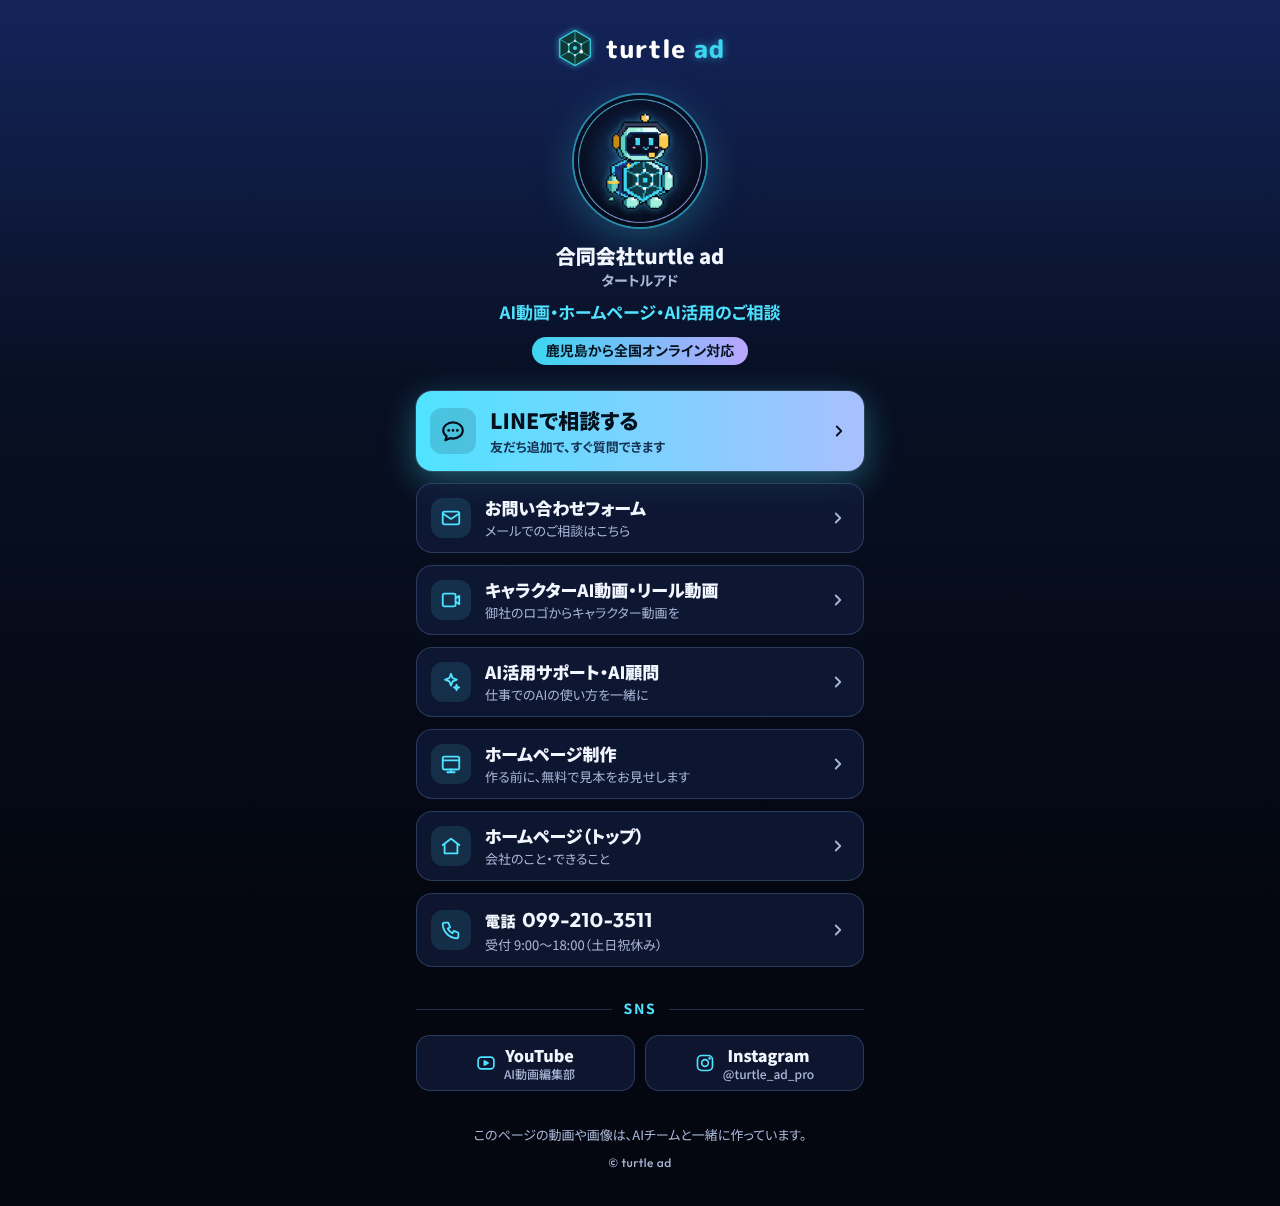 turtle ad
合同会社turtle ad
タートルアド
AI動画・ホームページ・AI活用のご相談
鹿児島から全国オンライン対応
LINEで相談する
友だち追加で、すぐ質問できます
お問い合わせフォーム
メールでのご相談はこちら
キャラクターAI動画・リール動画
御社のロゴからキャラクター動画を
AI活用サポート・AI顧問
仕事でのAIの使い方を一緒に
ホームページ制作
作る前に、無料で見本をお見せします
ホームページ（トップ）
会社のこと・できること
電話 099-210-3511
受付 9:00〜18:00（土日祝休み）
SNS
YouTube
AI動画編集部
Instagram
@turtle_ad_pro
このページの動画や画像は、AIチームと一緒に作っています。
© turtle ad